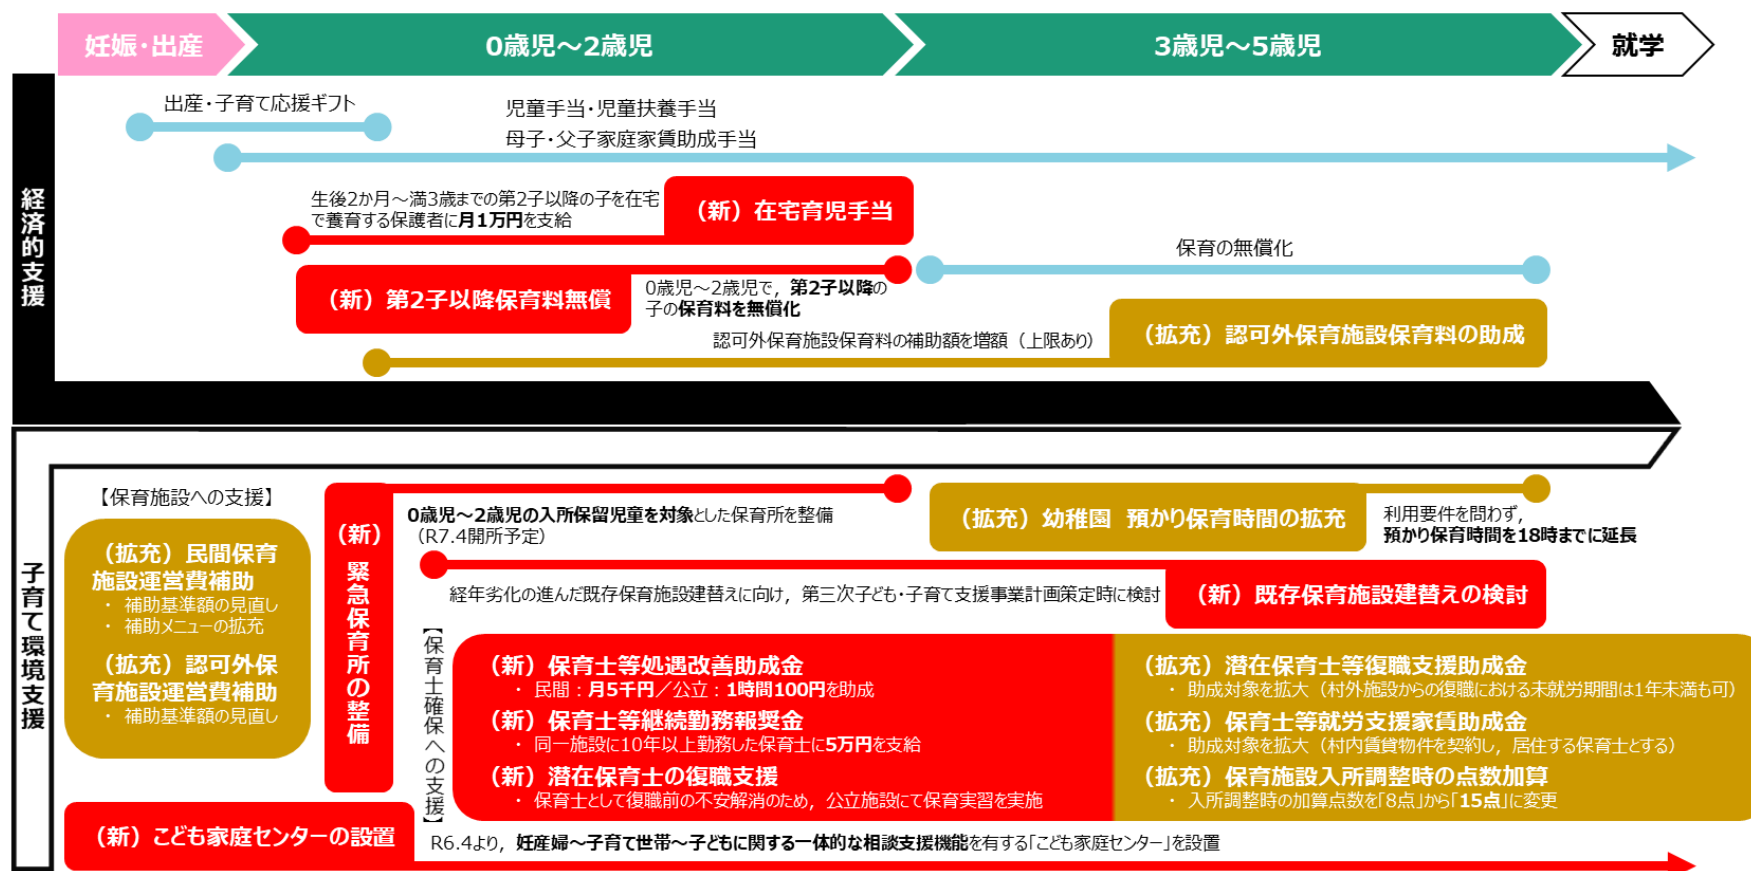 妊娠・出産
0歳児～2歳児
3歳児～5歳児
就学
経済的支援
出産・子育て応援ギフト
児童手当・児童扶養手当
母子・父子家庭家賃助成手当
生後2か月～満3歳までの第2子以降の子を在宅
で養育する保護者に月1万円を支給
（新）在宅育児手当
保育の無償化
（新）第2子以降保育料無償
0歳児～2歳児で，第2子以降の
子の保育料を無償化
認可外保育施設保育料の補助額を増額（上限あり）
（拡充）認可外保育施設保育料の助成
子育て環境支援
【保育施設への支援】
（拡充）民間保育
施設運営費補助
・ 補助基準額の見直し
・ 補助メニューの拡充
（拡充）認可外保
育施設運営費補助
・ 補助基準額の見直し
（新）緊急保育所の整備
0歳児～2歳児の入所保留児童を対象とした保育所を整備
（R7.4開所予定）
（拡充）幼稚園 預かり保育時間の拡充
利用要件を問わず，
預かり保育時間を18時までに延長
経年劣化の進んだ既存保育施設建替えに向け，第三次子ども・子育て支援事業計画策定時に検討
（新）既存保育施設建替えの検討
【保育士確保への支援】
（新）保育士等処遇改善助成金
・ 民間：月5千円／公立：1時間100円を助成
（新）保育士等継続勤務報奨金
・ 同一施設に10年以上勤務した保育士に5万円を支給
（新）潜在保育士の復職支援
・ 保育士として復職前の不安解消のため，公立施設にて保育実習を実施
（拡充）潜在保育士等復職支援助成金
・ 助成対象を拡大（村外施設からの復職における未就労期間は1年未満も可）
（拡充）保育士等就労支援家賃助成金
・ 助成対象を拡大（村内賃貸物件を契約し，居住する保育士とする）
（拡充）保育施設入所調整時の点数加算
・ 入所調整時の加算点数を「8点」から「15点」に変更
（新）こども家庭センターの設置
R6.4より，妊産婦～子育て世帯～子どもに関する一体的な相談支援機能を有する「こども家庭センター」を設置